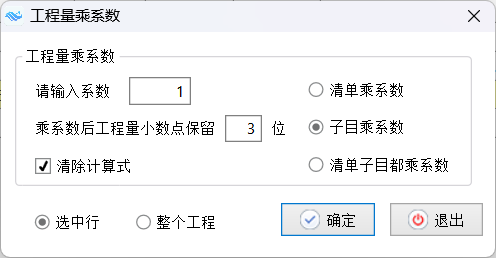 工程量乘系数
工程量乘系数
请输入系数 1
清单乘系数
乘系数后工程量小数点保留 3 位
子目乘系数
清除计算式
清单子目都乘系数
选中行 整个工程 确定 退出